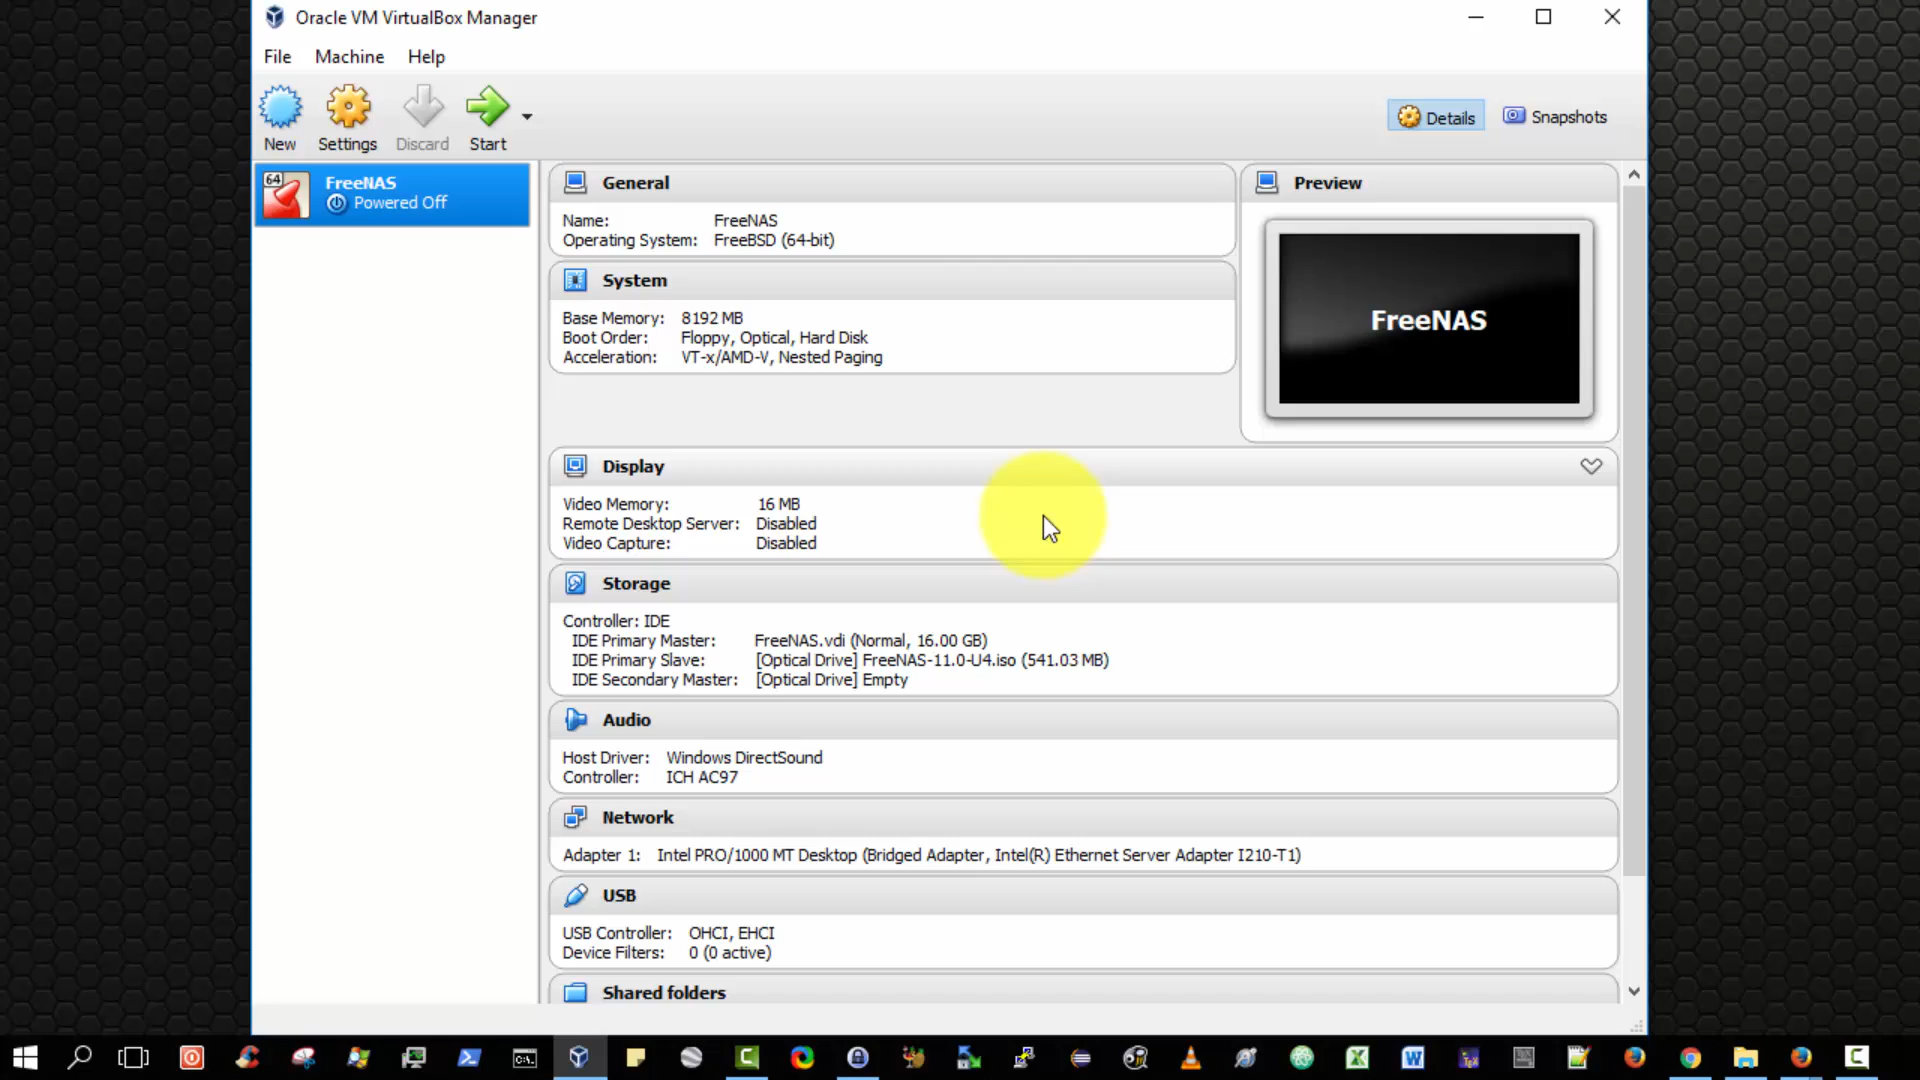 Oracle VM VirtualBox Manager
File Machine Help
New Settings Discard Start
Details Snapshots
64
FreeNAS
Powered Off
General
Name: FreeNAS
Operating System: FreeBSD (64-bit)
System
Base Memory: 8192 MB
Boot Order: Floppy, Optical, Hard Disk
Acceleration: VT-x/AMD-V, Nested Paging
Preview
FreeNAS
Display
Video Memory: 16 MB
Remote Desktop Server: Disabled
Video Capture: Disabled
Storage
Controller: IDE
IDE Primary Master: FreeNAS.vdi (Normal, 16.00 GB)
IDE Primary Slave: [Optical Drive] FreeNAS-11.0-U4.iso (541.03 MB)
IDE Secondary Master: [Optical Drive] Empty
Audio
Host Driver: Windows DirectSound
Controller: ICH AC97
Network
Adapter 1: Intel PRO/1000 MT Desktop (Bridged Adapter, Intel(R) Ethernet Server Adapter I210-T1)
USB
USB Controller: OHCI, EHCI
Device Filters: 0 (0 active)
Shared folders